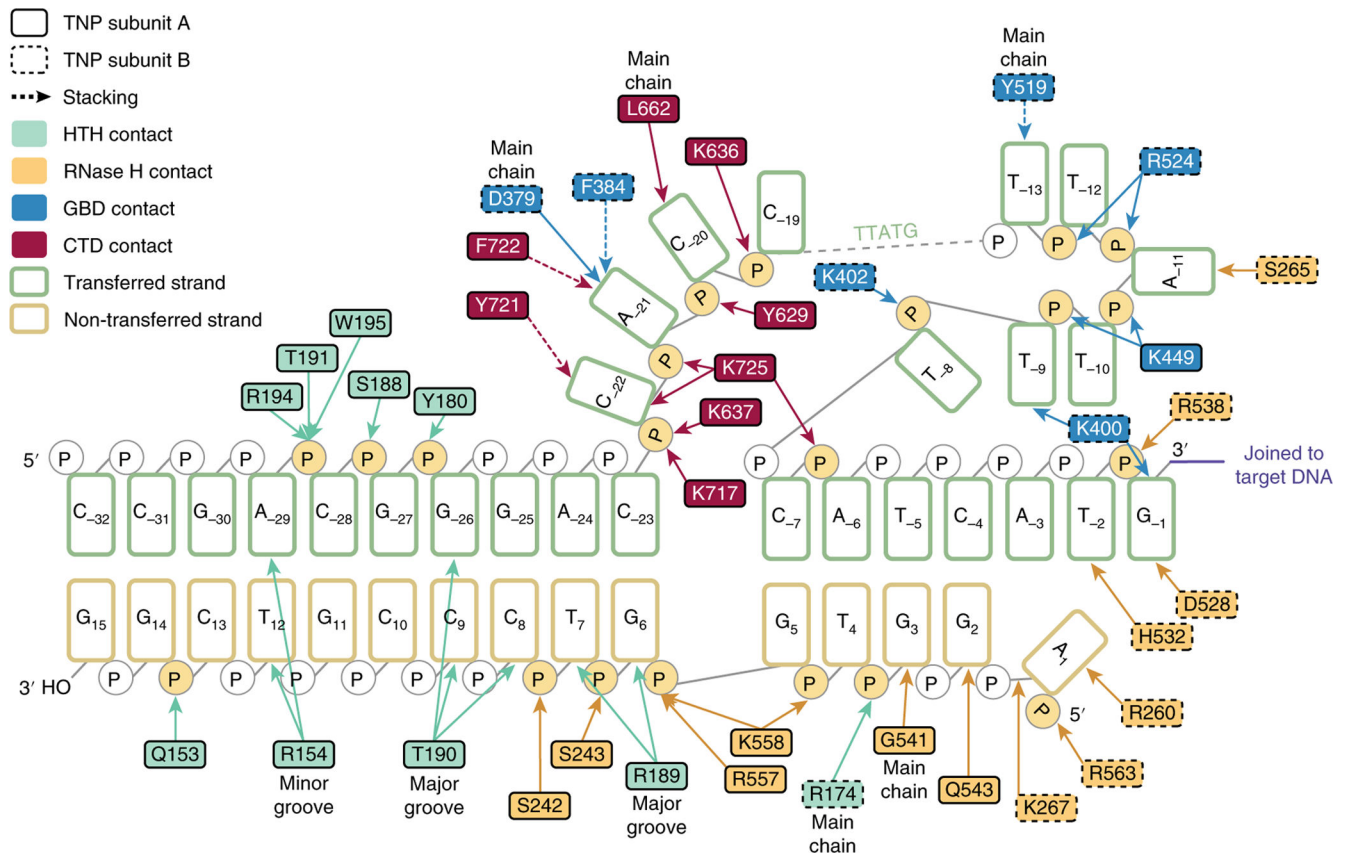 TNP subunit A
TNP subunit B
Stacking
HTH contact
RNase H contact
GBD contact
CTD contact
Transferred strand
Non-transferred strand
Main
chain
L662
K636
Main
chain
D379
F384
F722
Y721
C–19
C–20
P
P
A–21
Y629
P
C–22
K725
K637
P
K717
TTATG
Main
chain
Y519
T–13
T–12
R524
P
P
P
A–11
S265
K402
P
P
P
T–8
T–9
T–10
K449
K400
R538
W195
T191
R194
S188
Y180
5′ P P P P P P P P P P
P P P P P P P 3′
Joined to
target DNA
C–32 C–31 G–30 A–29 C–28 G–27 G–26 G–25 A–24 C–23
C–7 A–6 T–5 C–4 A–3 T–2 G–1
D528
H532
G15 G14 C13 T12 G11 C10 C9 C8 T7 G6
G5 T4 G3 G2 A1
3′ HO P P P P P P P P P P
P P P P P 5′
R260
R563
K267
Q153
R154
Minor
groove
T190
Major
groove
S242
S243
R189
Major
groove
K558
R557
R174
Main
chain
G541
Main
chain
Q543